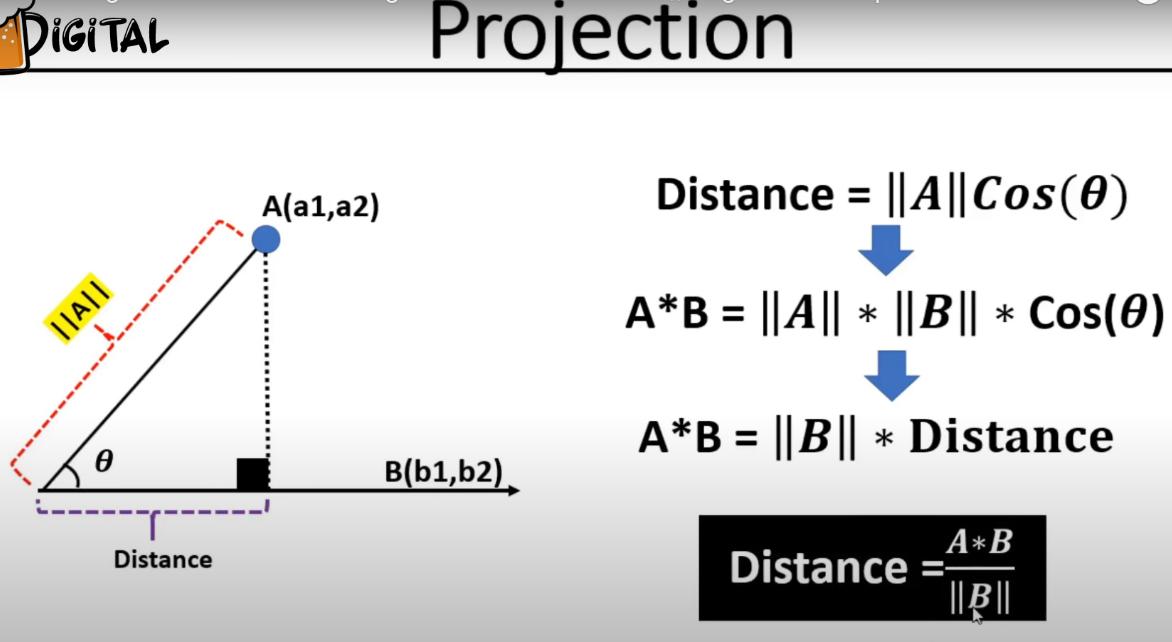 DiGiTAL
Projection
A(a1,a2)
||A||
θ
B(b1,b2)
Distance
Distance = ‖A‖Cos(θ)
A*B = ‖A‖ * ‖B‖ * Cos(θ)
A*B = ‖B‖ * Distance
Distance = A*B / ‖B‖